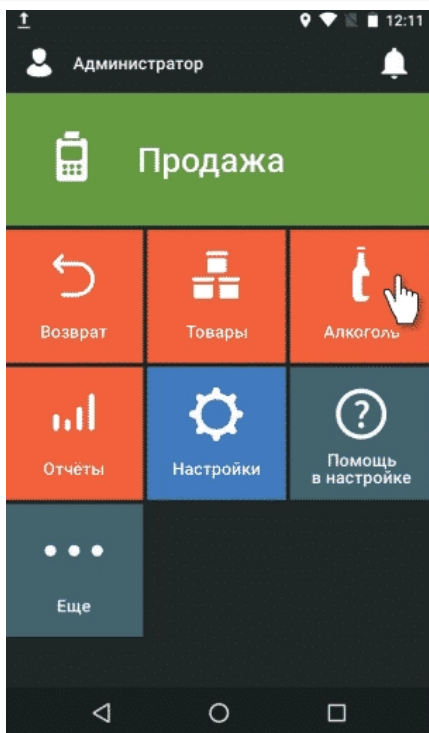 12:11
Администратор
Продажа
Возврат
Товары
Алкоголь
Отчёты
Настройки
Помощь
в настройке
Еще